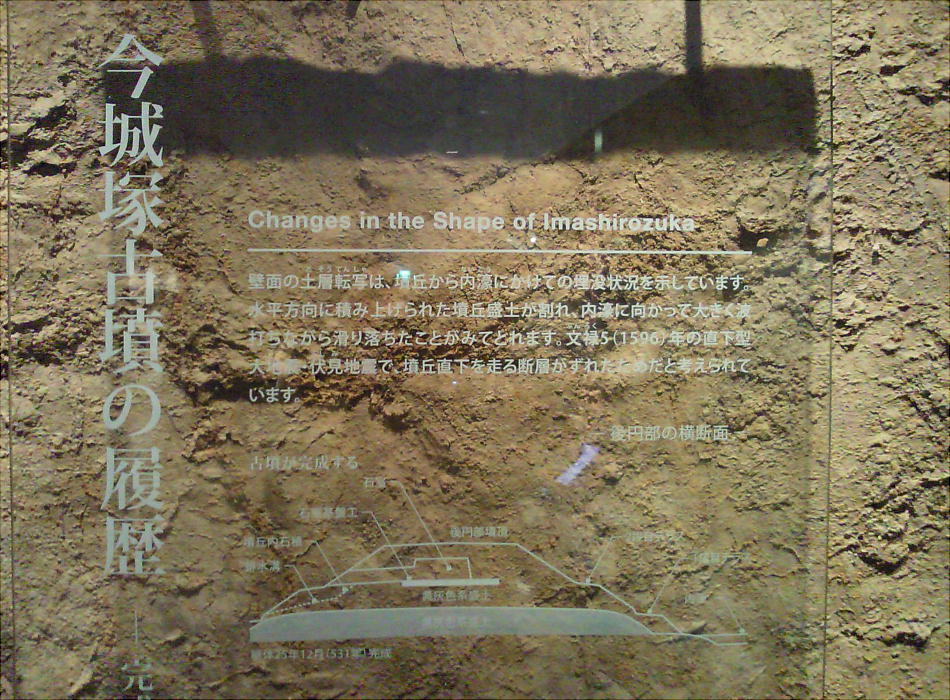 今城塚古墳の履歴
完
Changes in the Shape of Imashirozuka
壁面の土層転写は、墳丘から内濠にかけての埋没状況を示しています。
水平方向に積み上げられた墳丘盛土が割れ、内濠に向かって大きく波
打ちながら滑り落ちたことがみてとれます。文禄5(1596)年の直下型
大地震・伏見地震で、墳丘直下を走る断層がずれたためだと考えられて
います。
後円部の横断面
古墳が完成する
石室
石室基盤工
後円部墳頂
墳丘内石積
排水溝
黄灰色系盛土
継体25年12月(531年)完成